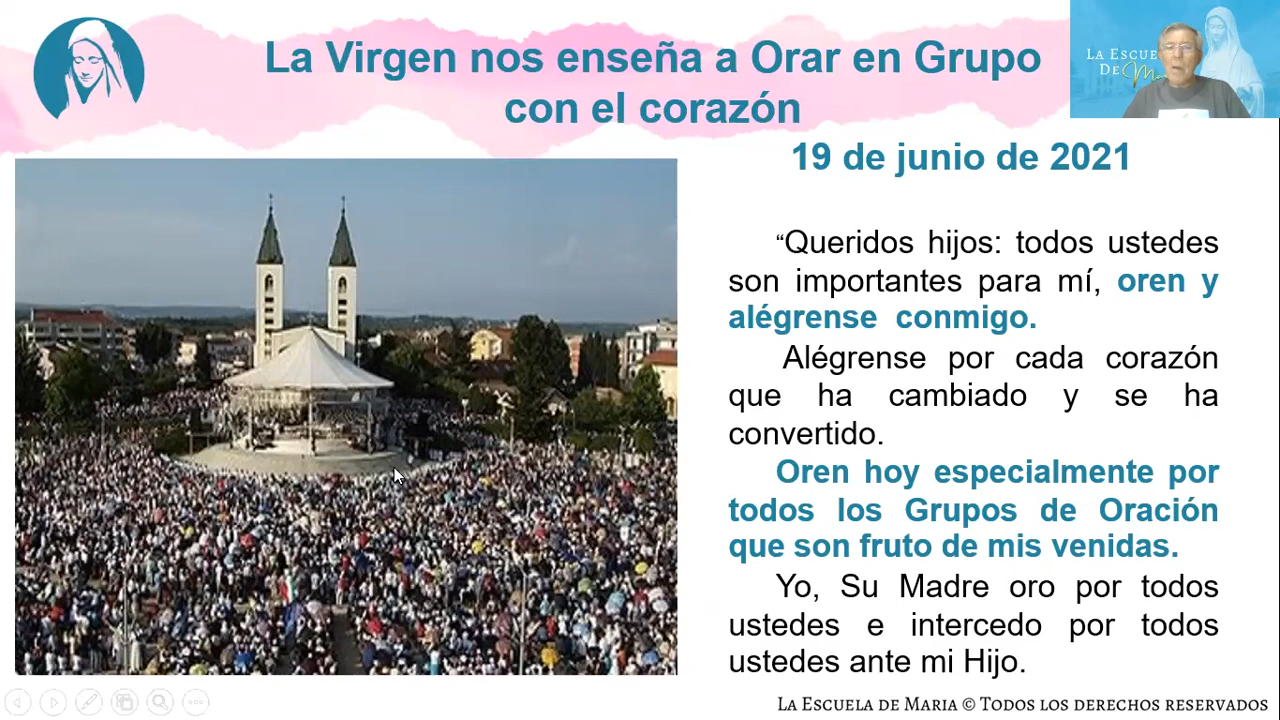 La Virgen nos enseña a Orar en Grupo
con el corazón
LA ESCUE
DE
19 de junio de 2021
“Queridos hijos: todos ustedes
son importantes para mí, oren y
alégrense conmigo.
Alégrense por cada corazón
que ha cambiado y se ha
convertido.
Oren hoy especialmente por
todos los Grupos de Oración
que son fruto de mis venidas.
Yo, Su Madre oro por todos
ustedes e intercedo por todos
ustedes ante mi Hijo.
LA ESCUELA DE MARIA © TODOS LOS DERECHOS RESERVADOS